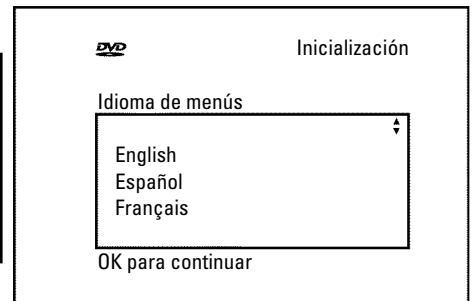 DVD
Inicialización
Idioma de menús
English
Español
Français
OK para continuar